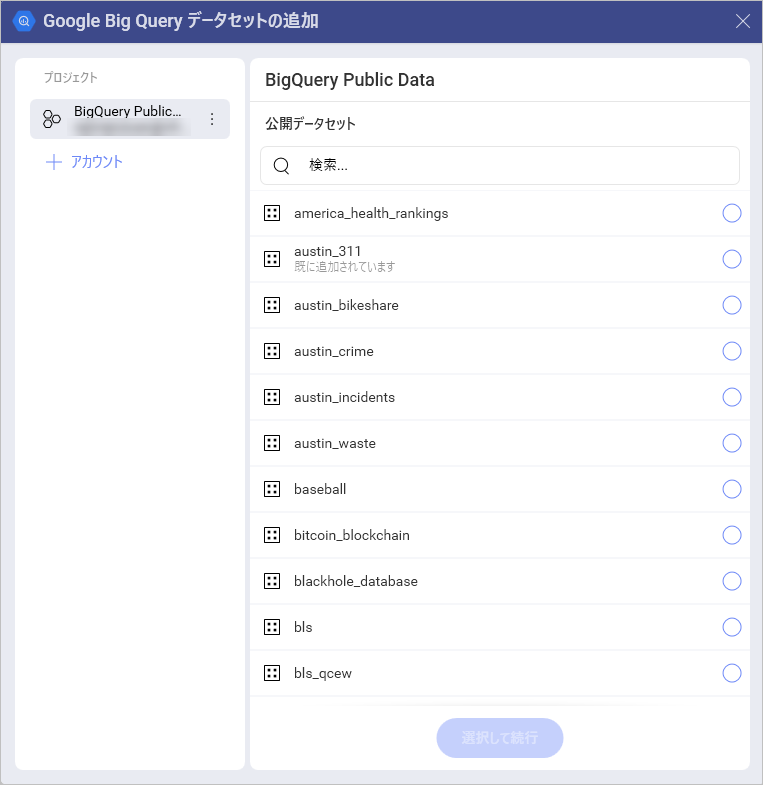 Google Big Query データセットの追加
プロジェクト
BigQuery Public...
アカウント
BigQuery Public Data
公開データセット
検索...
america_health_rankings
austin_311
既に追加されています
austin_bikeshare
austin_crime
austin_incidents
austin_waste
baseball
bitcoin_blockchain
blackhole_database
bls
bls_qcew
選択して続行